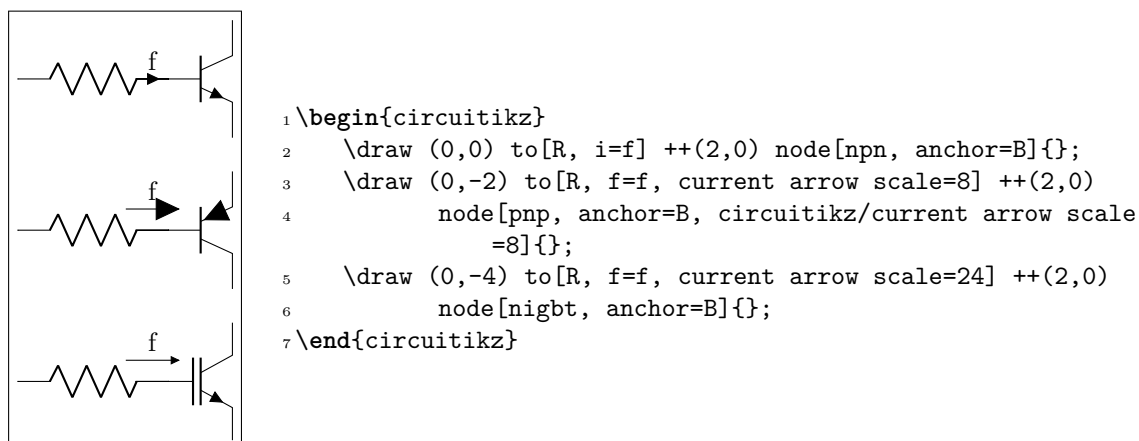 f
f
f
1 \begin{circuitikz}
2     \draw (0,0) to[R, i=f] ++(2,0) node[npn, anchor=B]{};
3     \draw (0,-2) to[R, f=f, current arrow scale=8] ++(2,0)
4            node[pnp, anchor=B, circuitikz/current arrow scale
               =8]{};
5     \draw (0,-4) to[R, f=f, current arrow scale=24] ++(2,0)
6            node[nigbt, anchor=B]{};
7 \end{circuitikz}